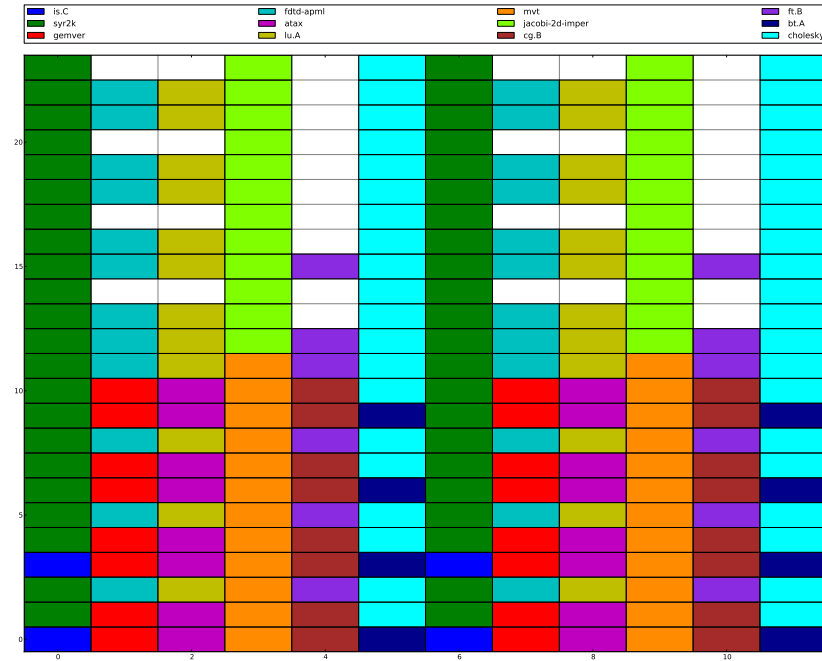 is.C fdtd-apml mvt ft.B
syr2k atax jacobi-2d-imper bt.A
gemver lu.A cg.B cholesky
20
15
10
5
0
0 2 4 6 8 10